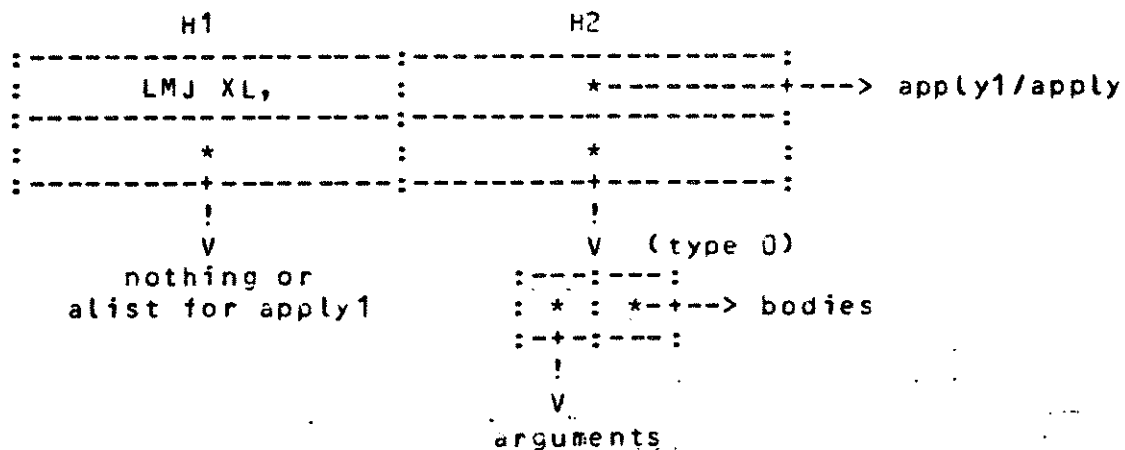 H1 H2
:---------------:---------------:
: LMJ XL, : *-------+---> apply1/apply
:-------------------------------:
: * : * :
:-------+-------:-------+-------:
! !
V V (type 0)
nothing or :---:---:
alist for apply1 : * : *-+--> bodies
:-+-:---:
!
V
arguments